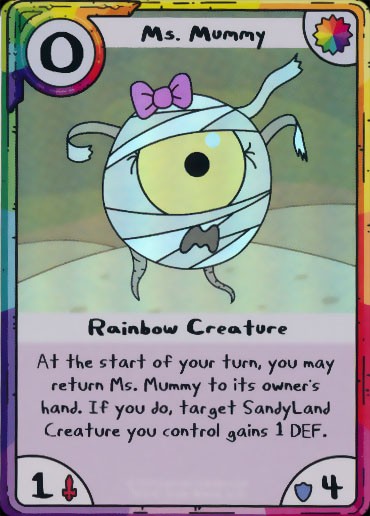 0
Ms. Mummy
Rainbow Creature
At the start of your turn, you may
return Ms. Mummy to its owner's
hand. If you do, target SandyLand
Creature you control gains 1 DEF.
1
4